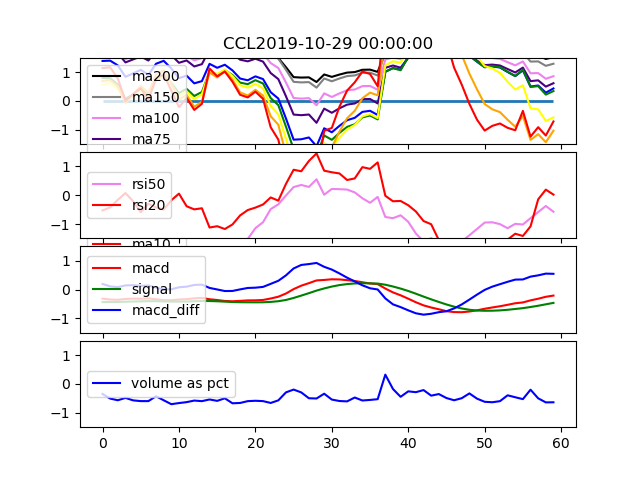 CCL2019-10-29 00:00:00
1
0
−1
ma200
ma150
ma100
ma75
1
0
−1
rsi50
rsi20
ma10
1
0
−1
macd
signal
macd_diff
1
0
−1
volume as pct
0 10 20 30 40 50 60